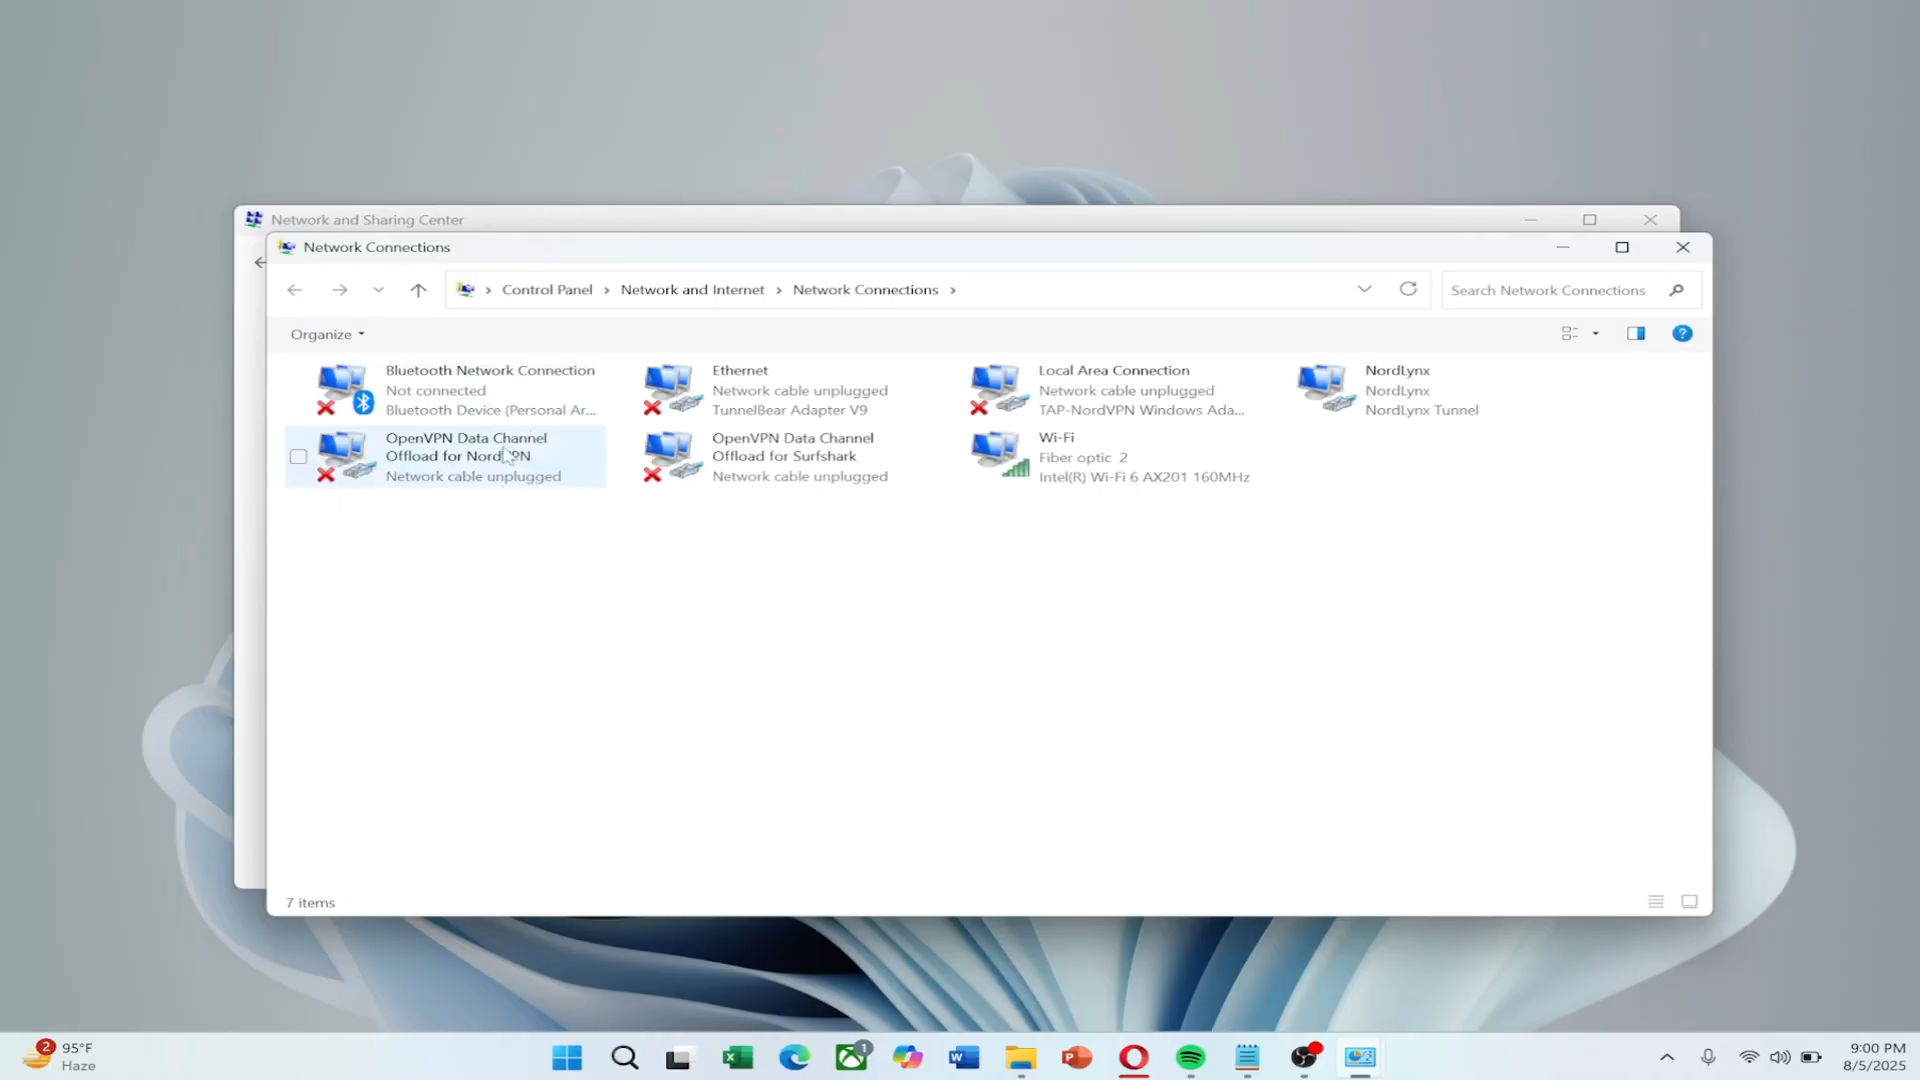 Network and Sharing Center
Network Connections
Control Panel
Network and Internet
Network Connections
Search Network Connections
Organize
Bluetooth Network Connection
Not connected
Bluetooth Device (Personal Ar...
Ethernet
Network cable unplugged
TunnelBear Adapter V9
Local Area Connection
Network cable unplugged
TAP-NordVPN Windows Ada...
NordLynx
NordLynx
NordLynx Tunnel
OpenVPN Data Channel
Offload for NordVPN
Network cable unplugged
OpenVPN Data Channel
Offload for Surfshark
Network cable unplugged
Wi-Fi
Fiber optic 2
Intel(R) Wi-Fi 6 AX201 160MHz
7 items
2
95°F
Haze
1
9:00 PM
8/5/2025